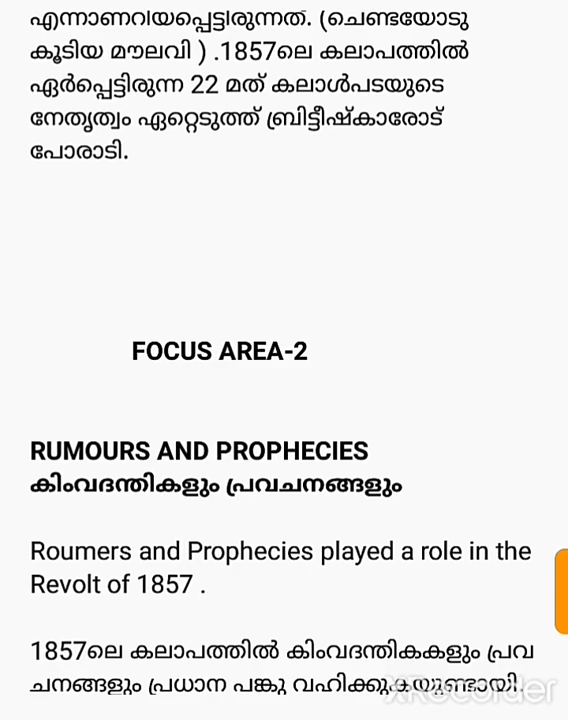 എന്നാണറിയപ്പെട്ടിരുന്നത്. (ചെണ്ടയോടു
കൂടിയ മൗലവി ) .1857ലെ കലാപത്തിൽ
ഏർപ്പെട്ടിരുന്ന 22 മത് കലാൾപടയുടെ
നേതൃത്വം ഏറ്റെടുത്ത് ബ്രിട്ടീഷ്കാരോട്
പോരാടി.
FOCUS AREA-2
RUMOURS AND PROPHECIES
കിംവദന്തികളും പ്രവചനങ്ങളും
Roumers and Prophecies played a role in the
Revolt of 1857 .
1857ലെ കലാപത്തിൽ കിംവദന്തികകളും പ്രവ
ചനങ്ങളും പ്രധാന പങ്കു വഹിക്കുകയുണ്ടായി.
XRecorder